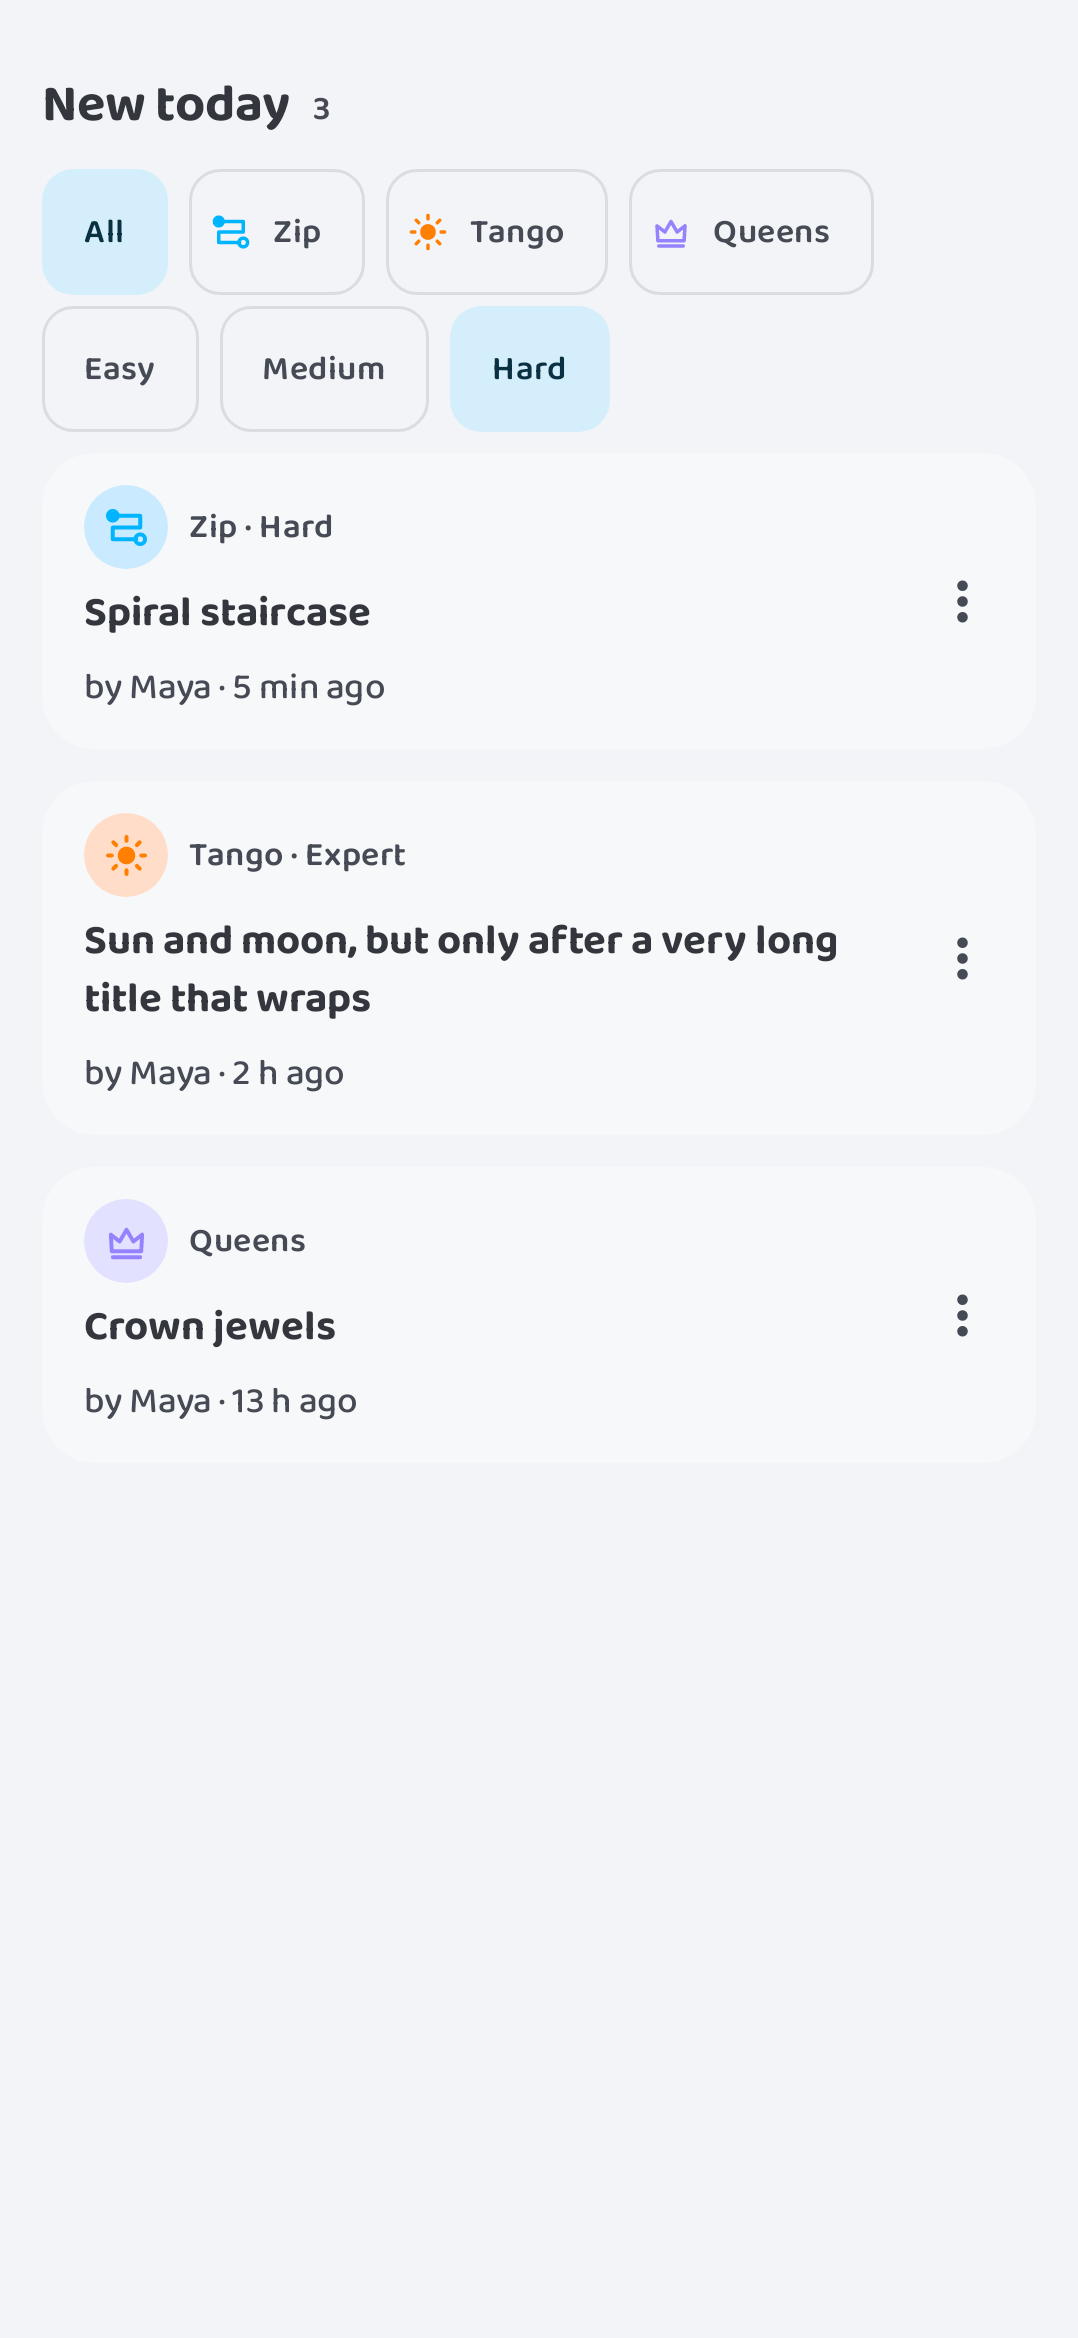 New today 3
All Zip Tango Queens
Easy Medium Hard
Zip · Hard
Spiral staircase
by Maya · 5 min ago
Tango · Expert
Sun and moon, but only after a very long
title that wraps
by Maya · 2 h ago
Queens
Crown jewels
by Maya · 13 h ago